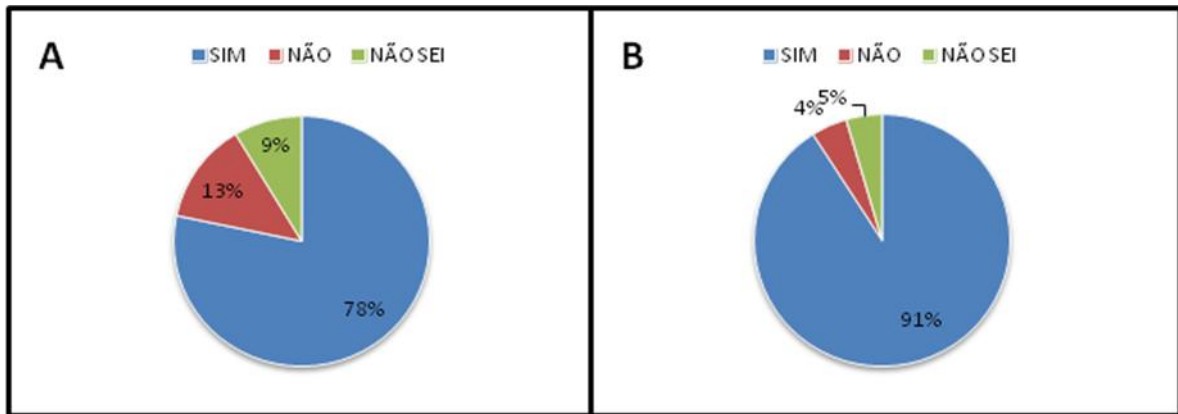 A
SIM NÃO NÃO SEI
9%
13%
78%
B
SIM NÃO NÃO SEI
4% 5%
91%